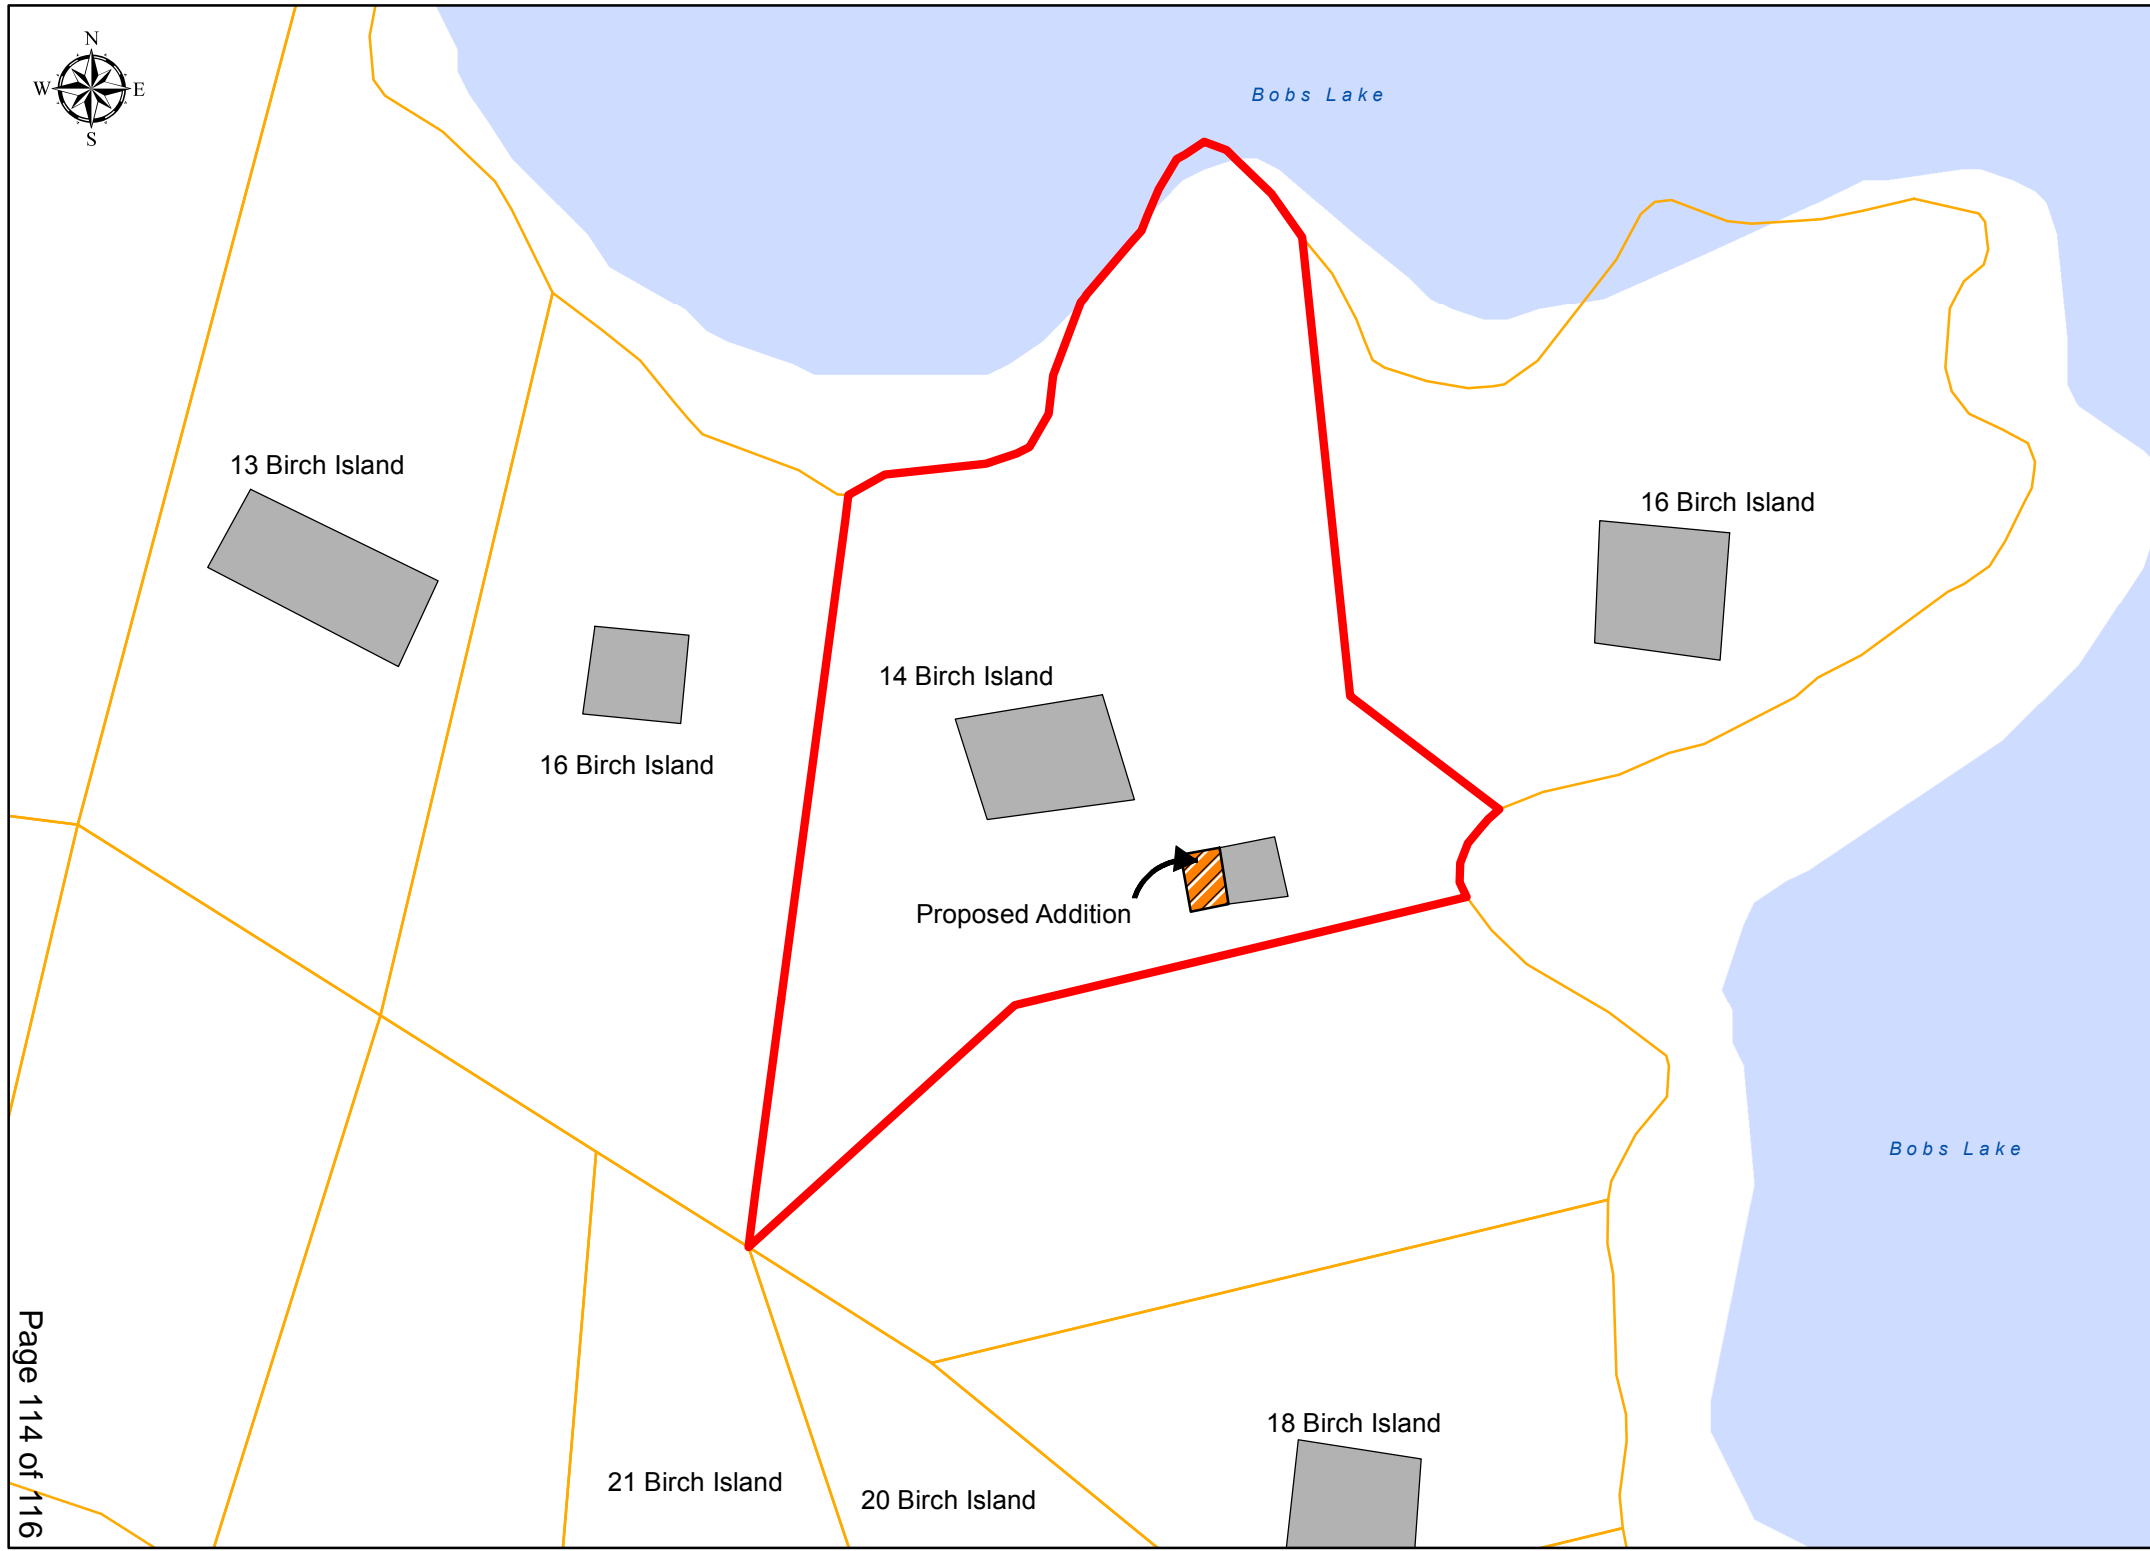 N
W E
S
Bobs Lake
13 Birch Island
16 Birch Island
14 Birch Island
16 Birch Island
Proposed Addition
Bobs Lake
18 Birch Island
21 Birch Island
20 Birch Island
Page 114 of 116